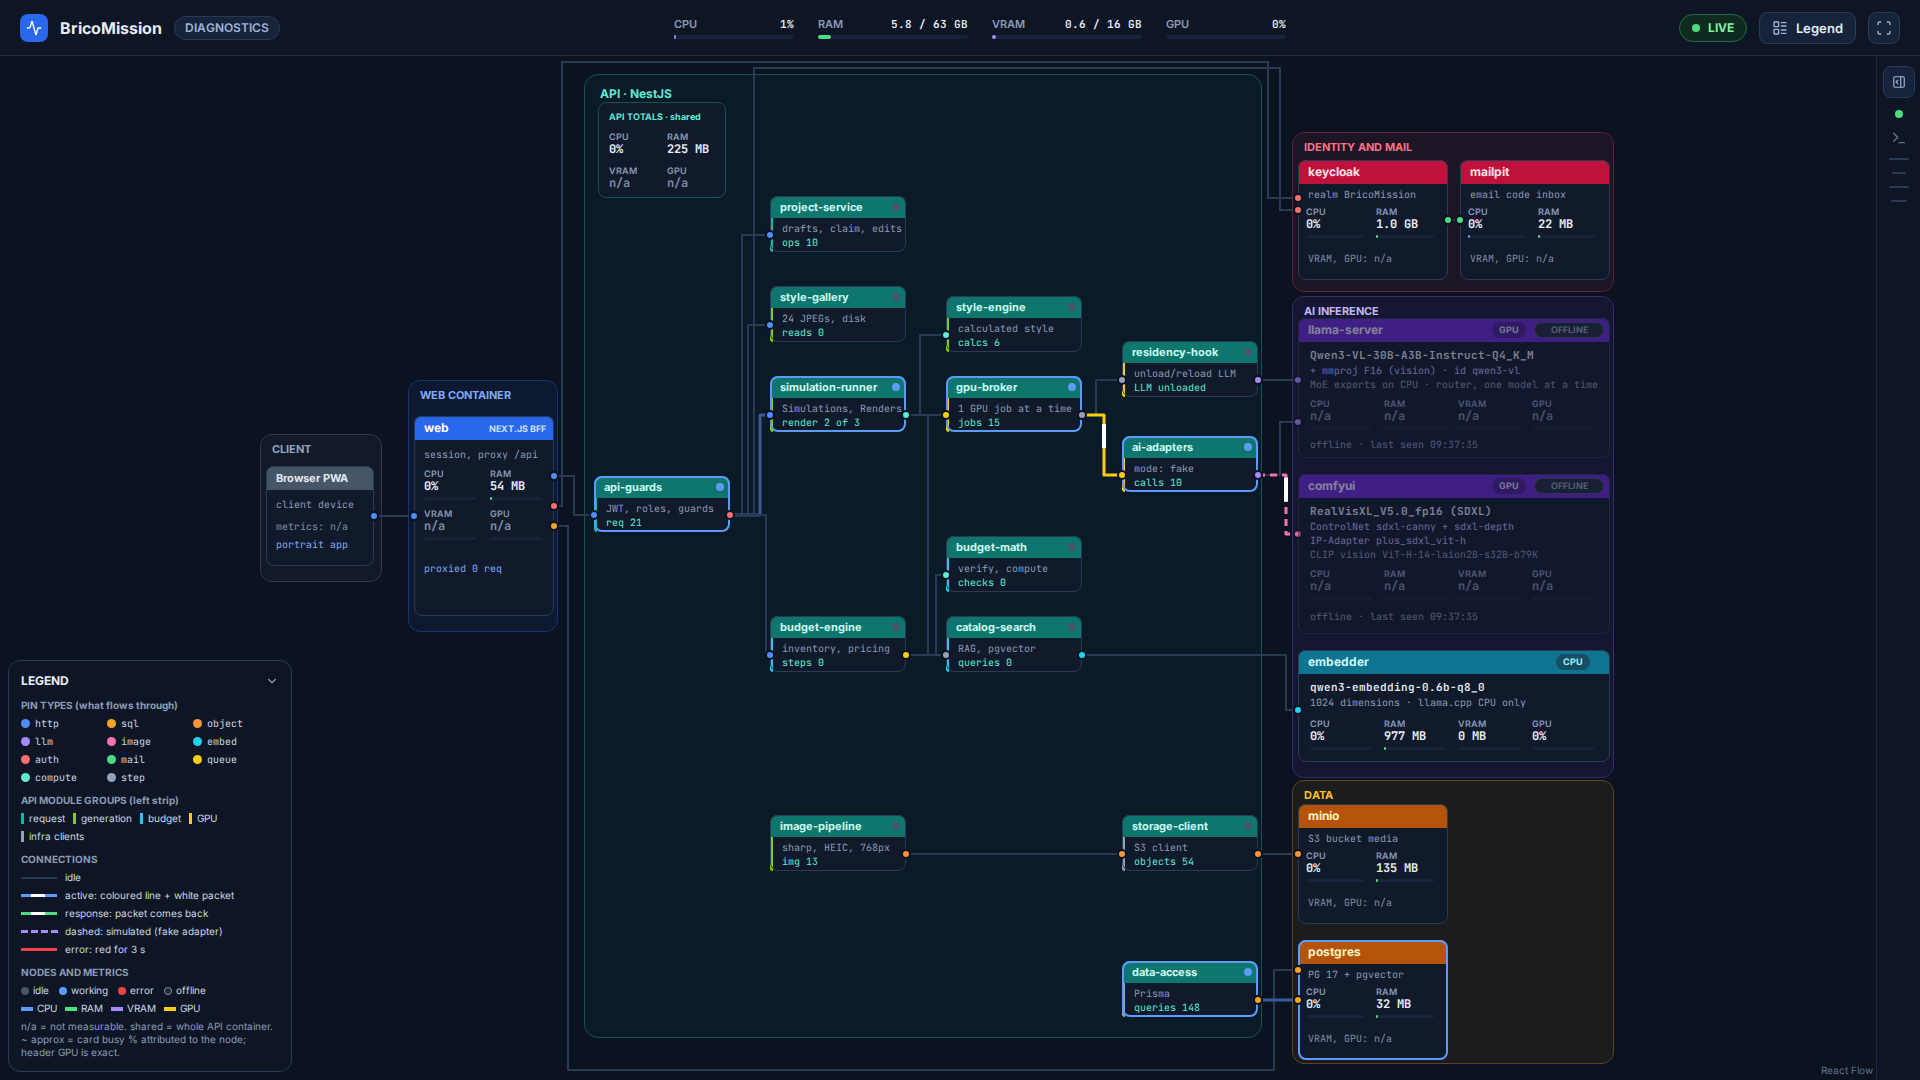 BricoMission
DIAGNOSTICS
CPU 1%
RAM 5.8 / 63 GB
VRAM 0.6 / 16 GB
GPU 0%
LIVE
Legend
CLIENT
Browser PWA
client device
metrics: n/a
portrait app
WEB CONTAINER
web NEXT.JS BFF
session, proxy /api
CPU RAM
0% 54 MB
VRAM GPU
n/a n/a
proxied 0 req
API · NestJS
API TOTALS · shared
CPU RAM
0% 225 MB
VRAM GPU
n/a n/a
project-service
drafts, claim, edits
ops 10
style-gallery
24 JPEGs, disk
reads 0
style-engine
calculated style
calcs 6
simulation-runner
Simulations, Renders
render 2 of 3
gpu-broker
1 GPU job at a time
jobs 15
residency-hook
unload/reload LLM
LLM unloaded
ai-adapters
mode: fake
calls 10
api-guards
JWT, roles, guards
req 21
budget-math
verify, compute
checks 0
budget-engine
inventory, pricing
steps 0
catalog-search
RAG, pgvector
queries 0
image-pipeline
sharp, HEIC, 768px
img 13
storage-client
S3 client
objects 54
data-access
Prisma
queries 148
IDENTITY AND MAIL
keycloak
realm BricoMission
CPU RAM
0% 1.0 GB
VRAM, GPU: n/a
mailpit
email code inbox
CPU RAM
0% 22 MB
VRAM, GPU: n/a
AI INFERENCE
llama-server GPU OFFLINE
Qwen3-VL-30B-A3B-Instruct-Q4_K_M
+ mmproj F16 (vision) · id qwen3-vl
MoE experts on CPU · router, one model at a time
CPU RAM VRAM GPU
n/a n/a n/a n/a
offline · last seen 09:37:35
comfyui GPU OFFLINE
RealVisXL_V5.0_fp16 (SDXL)
ControlNet sdxl-canny + sdxl-depth
IP-Adapter plus_sdxl_vit-h
CLIP vision ViT-H-14-laion2B-s32B-b79K
CPU RAM VRAM GPU
n/a n/a n/a n/a
offline · last seen 09:37:35
embedder CPU
qwen3-embedding-0.6b-q8_0
1024 dimensions · llama.cpp CPU only
CPU RAM VRAM GPU
0% 977 MB 0 MB 0%
DATA
minio
S3 bucket media
CPU RAM
0% 135 MB
VRAM, GPU: n/a
postgres
PG 17 + pgvector
CPU RAM
0% 32 MB
VRAM, GPU: n/a
LEGEND
PIN TYPES (what flows through)
http sql object
llm image embed
auth mail queue
compute step
API MODULE GROUPS (left strip)
request generation budget GPU
infra clients
CONNECTIONS
idle
active: coloured line + white packet
response: packet comes back
dashed: simulated (fake adapter)
error: red for 3 s
NODES AND METRICS
idle working error offline
CPU RAM VRAM GPU
n/a = not measurable. shared = whole API container.
~ approx = card busy % attributed to the node;
header GPU is exact.
React Flow